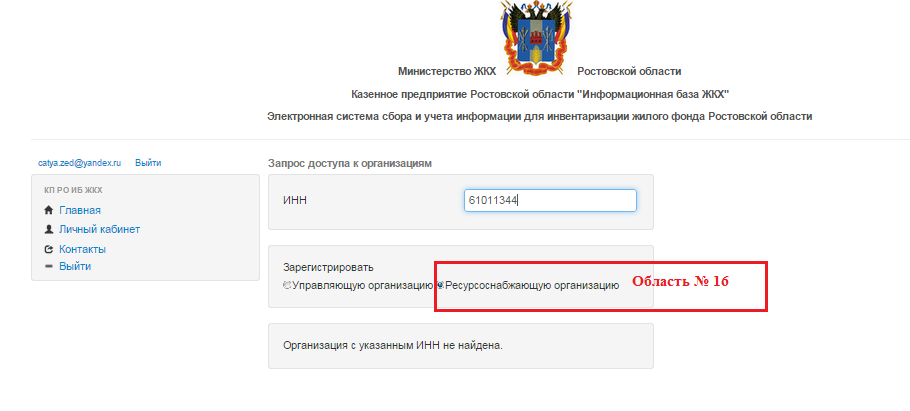 Министерство ЖКХ Ростовской области
Казенное предприятие Ростовской области "Информационная база ЖКХ"
Электронная система сбора и учета информации для инвентаризации жилого фонда Ростовской области
catya.zed@yandex.ru Выйти
КП РО ИБ ЖКХ
Главная
Личный кабинет
Контакты
Выйти
Запрос доступа к организациям
ИНН 61011344
Зарегистрировать
Управляющую организацию Ресурсоснабжающую организацию
Область № 16
Организация с указанным ИНН не найдена.